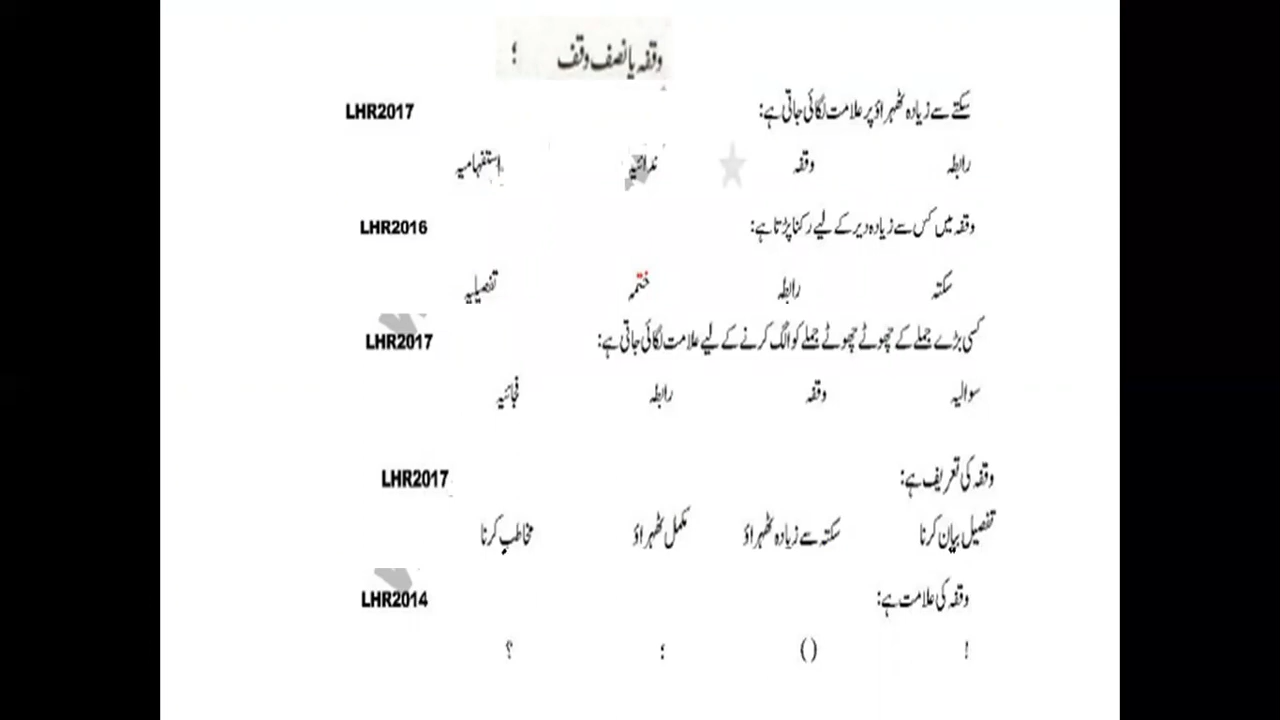 وقفہ یا نصف وقف ؛
سکتے سے زیادہ ٹھہراؤ پر علامت لگائی جاتی ہے: LHR2017
رابطہ وقفہ ندائیہ استفہامیہ
وقفہ میں کس سے زیادہ دیر کے لیے رکنا پڑتا ہے: LHR2016
سکتہ رابطہ ختمہ تفصیلیہ
کسی بڑے جملے کے چھوٹے چھوٹے جملے کو الگ کرنے کے لیے علامت لگائی جاتی ہے: LHR2017
سوالیہ وقفہ رابطہ فجائیہ
وقفہ کی تعریف ہے: LHR2017
تفصیل بیان کرنا سکتہ سے زیادہ ٹھہراؤ مکمل ٹھہراؤ مخاطب کرنا
وقفہ کی علامت ہے: LHR2014
! () ؛ ؟